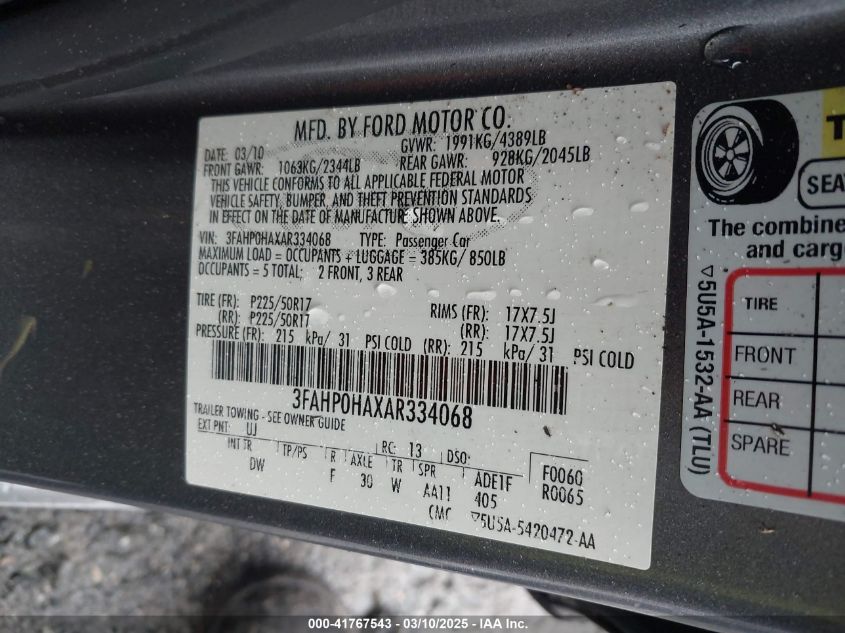 MFD. BY FORD MOTOR CO.
DATE: 03/10 GVWR: 1991KG/4389LB
FRONT GAWR: 1063KG/2344LB REAR GAWR: 928KG/2045LB
THIS VEHICLE CONFORMS TO ALL APPLICABLE FEDERAL MOTOR
VEHICLE SAFETY, BUMPER, AND THEFT PREVENTION STANDARDS
IN EFFECT ON THE DATE OF MANUFACTURE SHOWN ABOVE.
VIN: 3FAHP0HAXAR334068 TYPE: Passenger Car
MAXIMUM LOAD = OCCUPANTS + LUGGAGE = 385KG/ 850LB
OCCUPANTS = 5 TOTAL: 2 FRONT, 3 REAR
TIRE (FR): P225/50R17 RIMS (FR): 17X7.5J
(RR): P225/50R17 (RR): 17X7.5J
PRESSURE (FR): 215 kPa/ 31 PSI COLD (RR): 215 kPa/ 31 PSI COLD
3FAHP0HAXAR334068
TRAILER TOWING - SEE OWNER GUIDE
EXT PNT: UJ RC: 13 DSO:
INT TR TP/PS R AXLE TR SPR ADE1F F0060
DW F 30 W AA11 405 R0065
CMC ▽5U5A-5420472-AA
SEA
The combine
and carg
TIRE
FRONT
REAR
SPARE
▽5U5A-1532-AA (TLU)
000-41767543 — 03/10/2025 — IAA Inc.